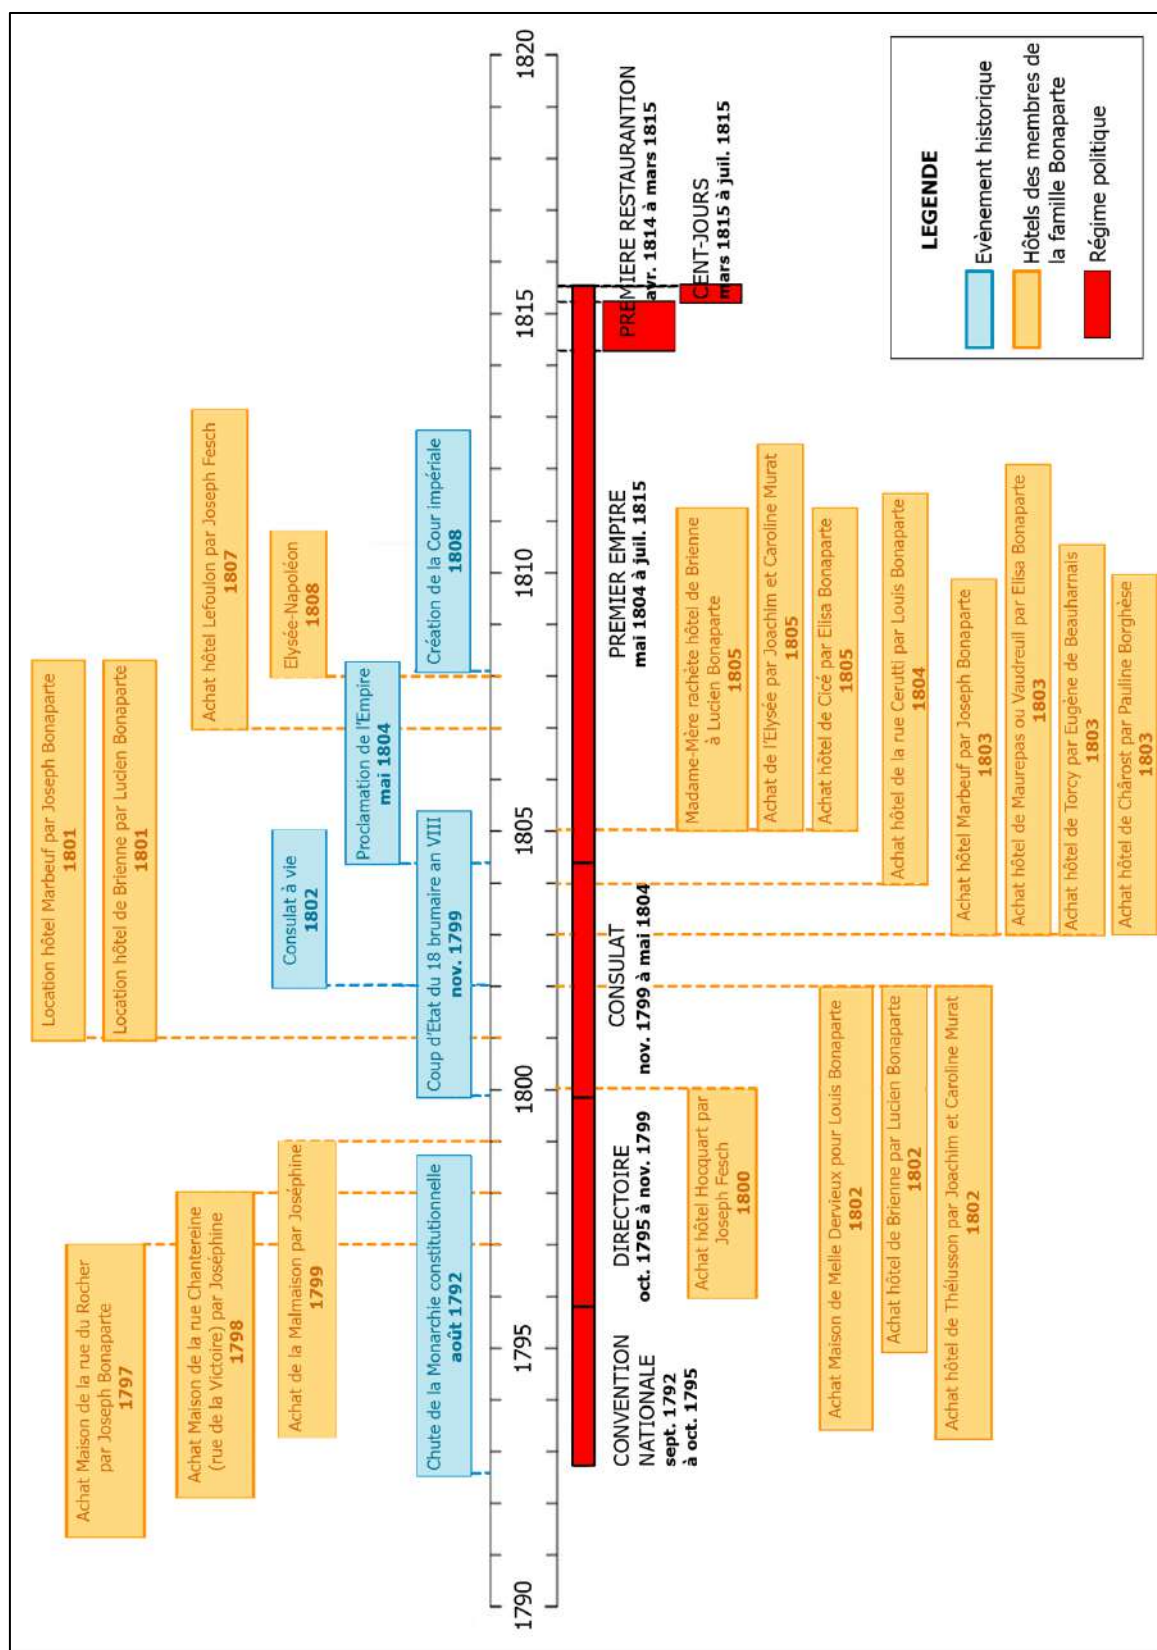 Achat Maison de la rue du Rocher
par Joseph Bonaparte
1797
Achat Maison de la rue Chantereine
(rue de la Victoire) par Joséphine
1798
Achat de la Malmaison par Joséphine
1799
Chute de la Monarchie constitutionnelle
août 1792
Location hôtel Marbeuf par Joseph Bonaparte
1801
Location hôtel de Brienne par Lucien Bonaparte
1801
Consulat à vie
1802
Coup d'Etat du 18 brumaire an VIII
nov. 1799
Proclamation de l'Empire
mai 1804
Achat hôtel Lefoulon par Joseph Fesch
1807
Elysée-Napoléon
1808
Création de la Cour impériale
1808
1790
1795
1800
1805
1810
1815
1820
CONVENTION
NATIONALE
sept. 1792
à oct. 1795
DIRECTOIRE
oct. 1795 à nov. 1799
CONSULAT
nov. 1799 à mai 1804
PREMIER EMPIRE
mai 1804 à juil. 1815
PREMIERE RESTAURANTION
avr. 1814 à mars 1815
CENT-JOURS
mars 1815 à juil. 1815
Achat hôtel Hocquart par
Joseph Fesch
1800
Achat Maison de Melle Dervieux pour Louis Bonaparte
1802
Achat hôtel de Brienne par Lucien Bonaparte
1802
Achat hôtel de Thélusson par Joachim et Caroline Murat
1802
Madame-Mère rachète hôtel de Brienne
à Lucien Bonaparte
1805
Achat de l'Elysée par Joachim et Caroline Murat
1805
Achat hôtel de Cicé par Elisa Bonaparte
1805
Achat hôtel de la rue Cerutti par Louis Bonaparte
1804
Achat hôtel Marbeuf par Joseph Bonaparte
1803
Achat hôtel de Maurepas ou Vaudreuil par Elisa Bonaparte
1803
Achat hôtel de Torcy par Eugène de Beauharnais
1803
Achat hôtel de Chârost par Pauline Borghèse
1803
LEGENDE
Evènement historique
Hôtels des membres de
la famille Bonaparte
Régime politique